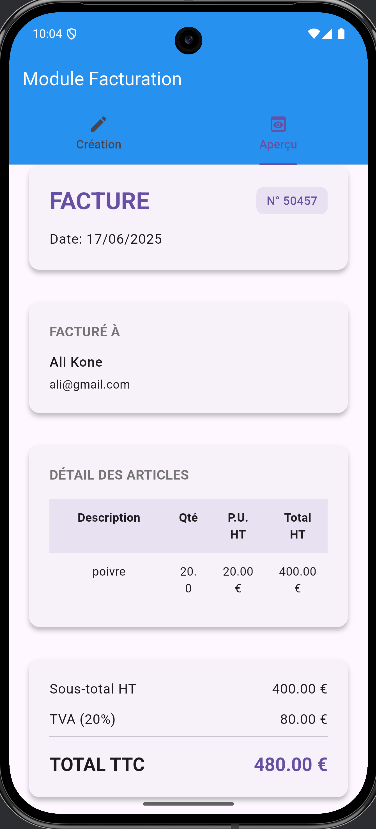 10:04
Module Facturation
Création
Aperçu
FACTURE
N° 50457
Date: 17/06/2025
FACTURÉ À
Ali Kone
ali@gmail.com
DÉTAIL DES ARTICLES
Description Qté P.U. Total
HT HT
poivre 20. 20.00 400.00
0 € €
Sous-total HT 400.00 €
TVA (20%) 80.00 €
TOTAL TTC 480.00 €